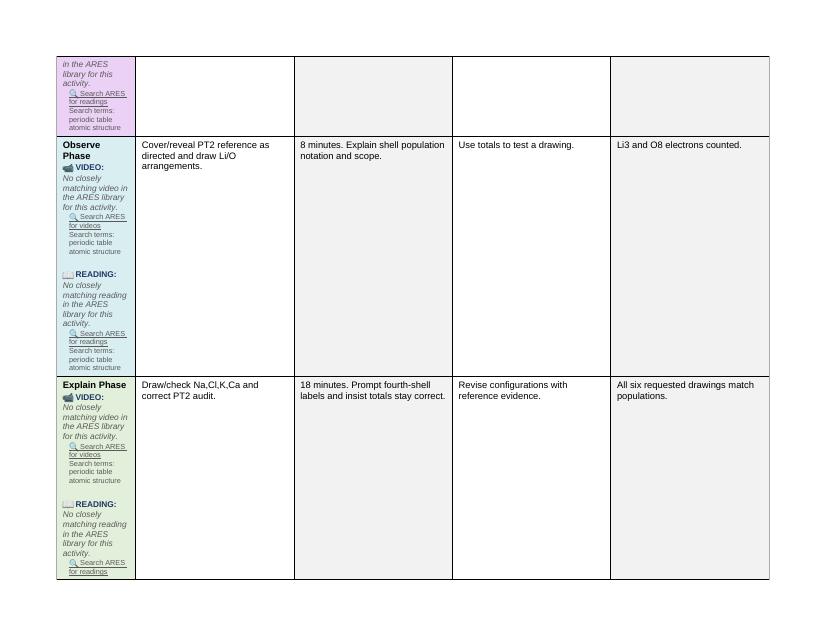 in the ARES
library for this
activity.
🔍 Search ARES
for readings
Search terms:
periodic table
atomic structure
Observe
Phase
📹 VIDEO:
No closely
matching video in
the ARES library
for this activity.
🔍 Search ARES
for videos
Search terms:
periodic table
atomic structure
📖 READING:
No closely
matching reading
in the ARES
library for this
activity.
🔍 Search ARES
for readings
Search terms:
periodic table
atomic structure
Cover/reveal PT2 reference as
directed and draw Li/O
arrangements.
8 minutes. Explain shell population
notation and scope.
Use totals to test a drawing.
Li3 and O8 electrons counted.
Explain Phase
📹 VIDEO:
No closely
matching video in
the ARES library
for this activity.
🔍 Search ARES
for videos
Search terms:
periodic table
atomic structure
📖 READING:
No closely
matching reading
in the ARES
library for this
activity.
🔍 Search ARES
for readings
Draw/check Na,Cl,K,Ca and
correct PT2 audit.
18 minutes. Prompt fourth-shell
labels and insist totals stay correct.
Revise configurations with
reference evidence.
All six requested drawings match
populations.